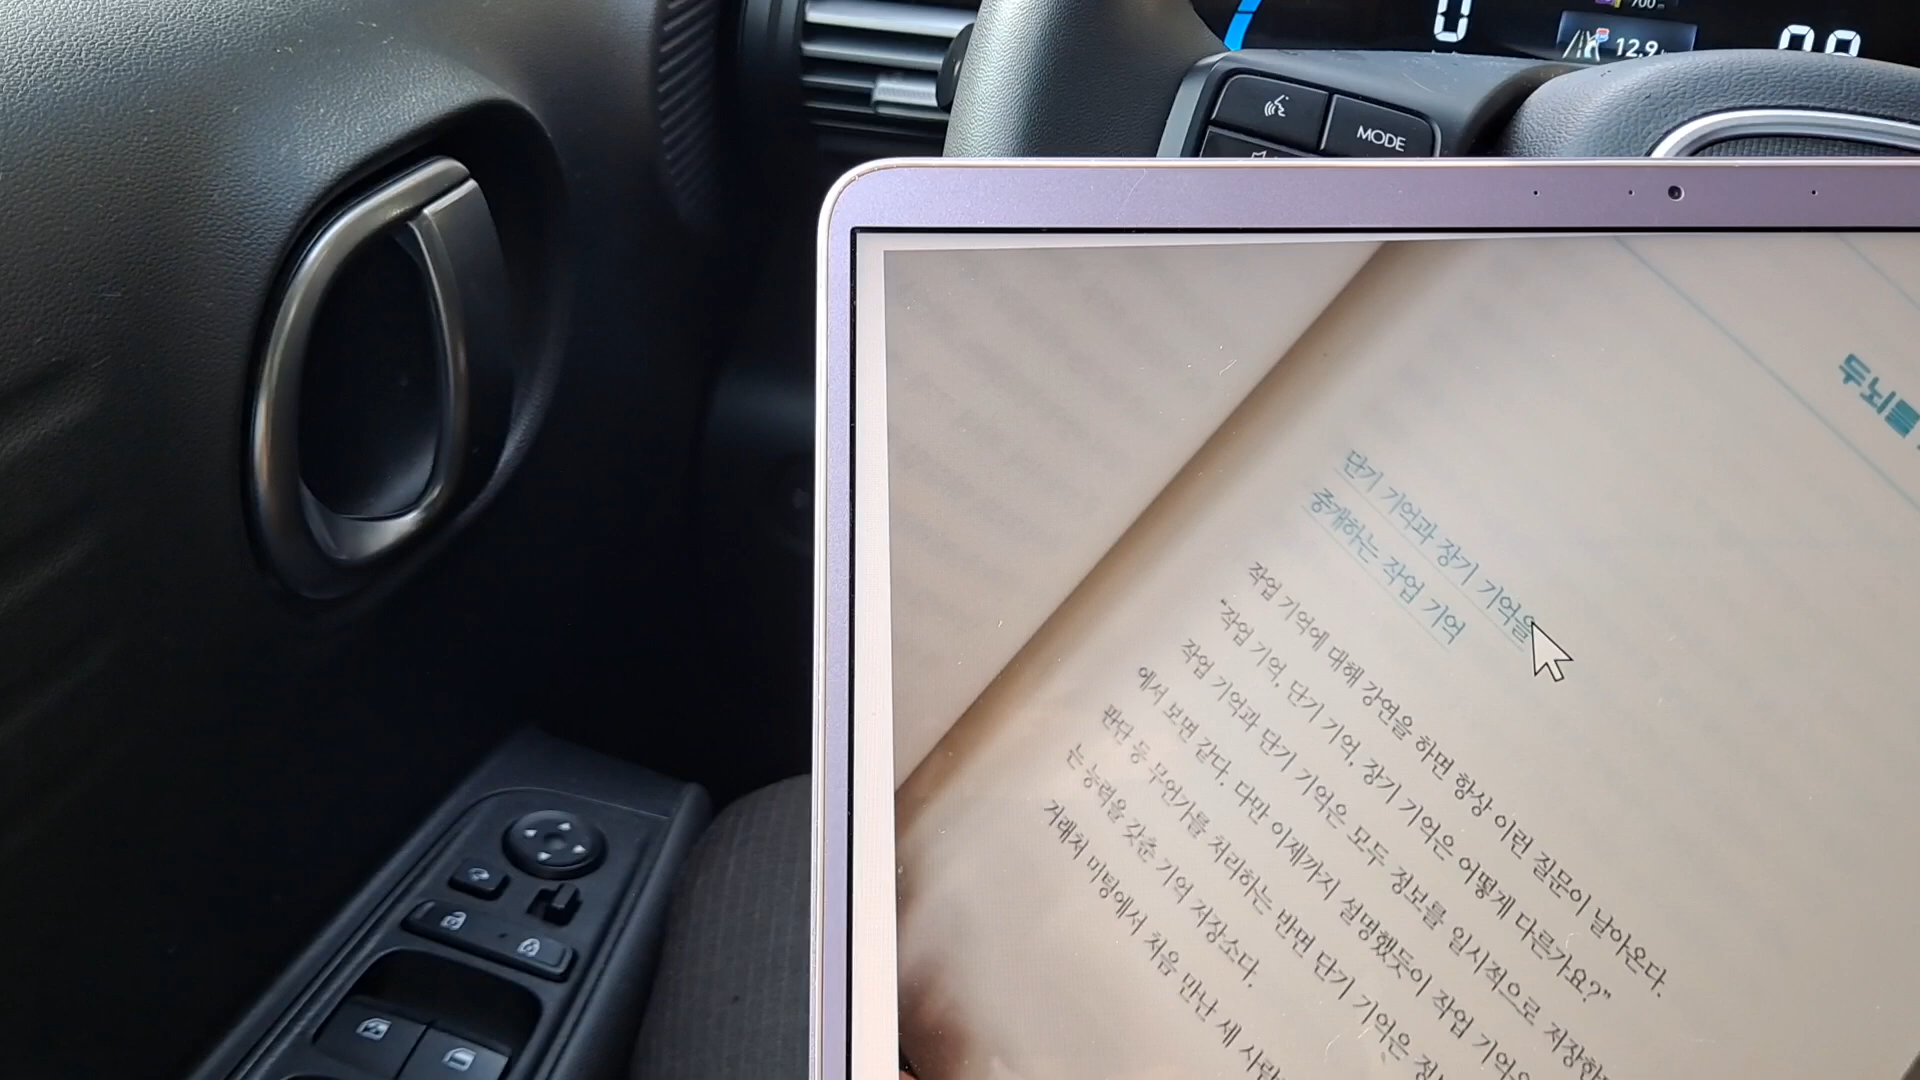 700m
0
12.9
MODE
두뇌를
단기 기억과 장기 기억을
중개하는 작업 기억
작업 기억에 대해 강연을 하면 항상 이런 질문이 날아온다.
“작업 기억, 단기 기억, 장기 기억은 어떻게 다른가요?”
작업 기억과 단기 기억은 모두 정보를 일시적으로 저장한
에서 보면 같다. 다만 이제까지 설명했듯이 작업 기억
판단 등 무언가를 처리하는 반면 단기 기억은
는 능력을 갖춘 기억 저장소다.
거래처 미팅에서 처음 만난 세